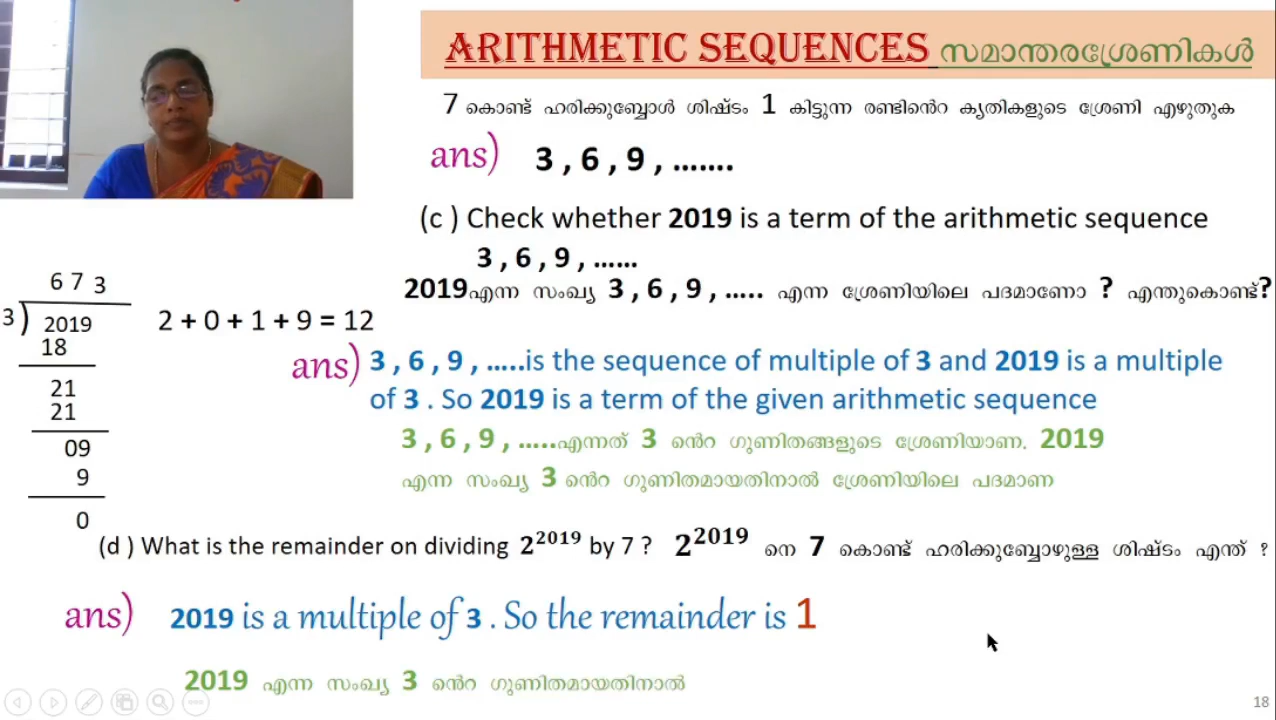 ARITHMETIC SEQUENCES സമാന്തരശ്രേണികൾ
7 കൊണ്ട് ഹരിക്കുമ്പോൾ ശിഷ്ടം 1 കിട്ടുന്ന രണ്ടിൻെറ കൃതികളുടെ ശ്രേണി എഴുതുക
ans) 3 , 6 , 9 , .......
(c ) Check whether 2019 is a term of the arithmetic sequence
3 , 6 , 9 , ......
2019 എന്ന സംഖ്യ 3 , 6 , 9 , ..... എന്ന ശ്രേണിയിലെ പദമാണോ ? എന്തുകൊണ്ട്?
6 7 3
3 ) 2019
18
21
21
09
9
0
2 + 0 + 1 + 9 = 12
ans) 3 , 6 , 9 , .....is the sequence of multiple of 3 and 2019 is a multiple
of 3 . So 2019 is a term of the given arithmetic sequence
3 , 6 , 9 , .....എന്നത് 3 ൻെറ ഗുണിതങ്ങളുടെ ശ്രേണിയാണ. 2019
എന്ന സംഖ്യ 3 ൻെറ ഗുണിതമായതിനാൽ ശ്രേണിയിലെ പദമാണ
(d ) What is the remainder on dividing 2^2019 by 7 ? 2^2019 നെ 7 കൊണ്ട് ഹരിക്കുമ്പോഴുള്ള ശിഷ്ടം എന്ത് ?
ans) 2019 is a multiple of 3 . So the remainder is 1
2019 എന്ന സംഖ്യ 3 ൻെറ ഗുണിതമായതിനാൽ
18